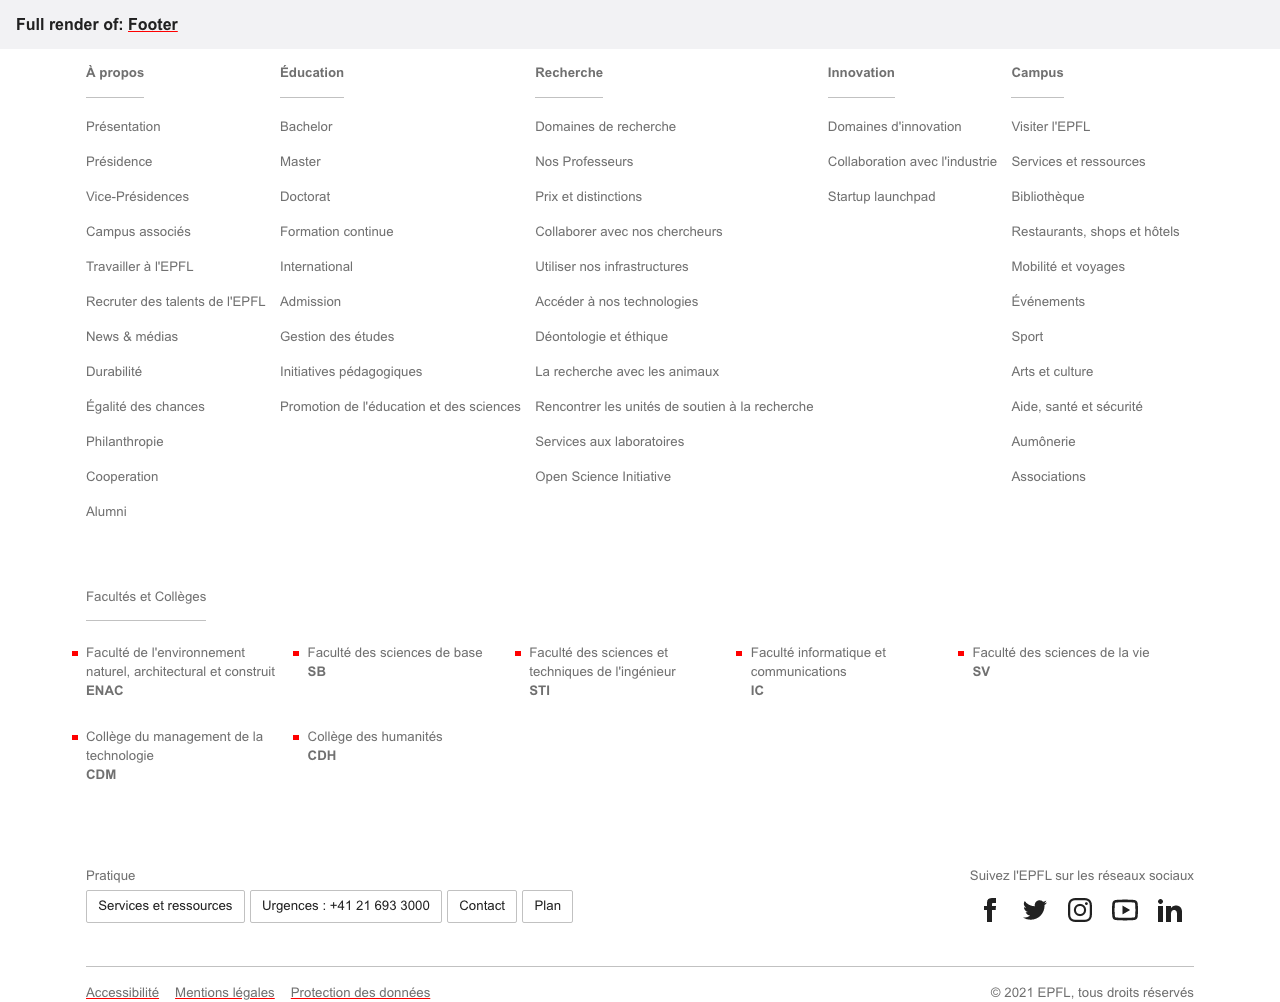 Full render of: Footer
À propos
Présentation
Présidence
Vice-Présidences
Campus associés
Travailler à l'EPFL
Recruter des talents de l'EPFL
News & médias
Durabilité
Égalité des chances
Philanthropie
Cooperation
Alumni
Éducation
Bachelor
Master
Doctorat
Formation continue
International
Admission
Gestion des études
Initiatives pédagogiques
Promotion de l'éducation et des sciences
Recherche
Domaines de recherche
Nos Professeurs
Prix et distinctions
Collaborer avec nos chercheurs
Utiliser nos infrastructures
Accéder à nos technologies
Déontologie et éthique
La recherche avec les animaux
Rencontrer les unités de soutien à la recherche
Services aux laboratoires
Open Science Initiative
Innovation
Domaines d'innovation
Collaboration avec l'industrie
Startup launchpad
Campus
Visiter l'EPFL
Services et ressources
Bibliothèque
Restaurants, shops et hôtels
Mobilité et voyages
Événements
Sport
Arts et culture
Aide, santé et sécurité
Aumônerie
Associations
Facultés et Collèges
Faculté de l'environnement
naturel, architectural et construit
ENAC
Faculté des sciences de base
SB
Faculté des sciences et
techniques de l'ingénieur
STI
Faculté informatique et
communications
IC
Faculté des sciences de la vie
SV
Collège du management de la
technologie
CDM
Collège des humanités
CDH
Pratique
Services et ressources
Urgences : +41 21 693 3000
Contact
Plan
Suivez l'EPFL sur les réseaux sociaux
Accessibilité
Mentions légales
Protection des données
© 2021 EPFL, tous droits réservés